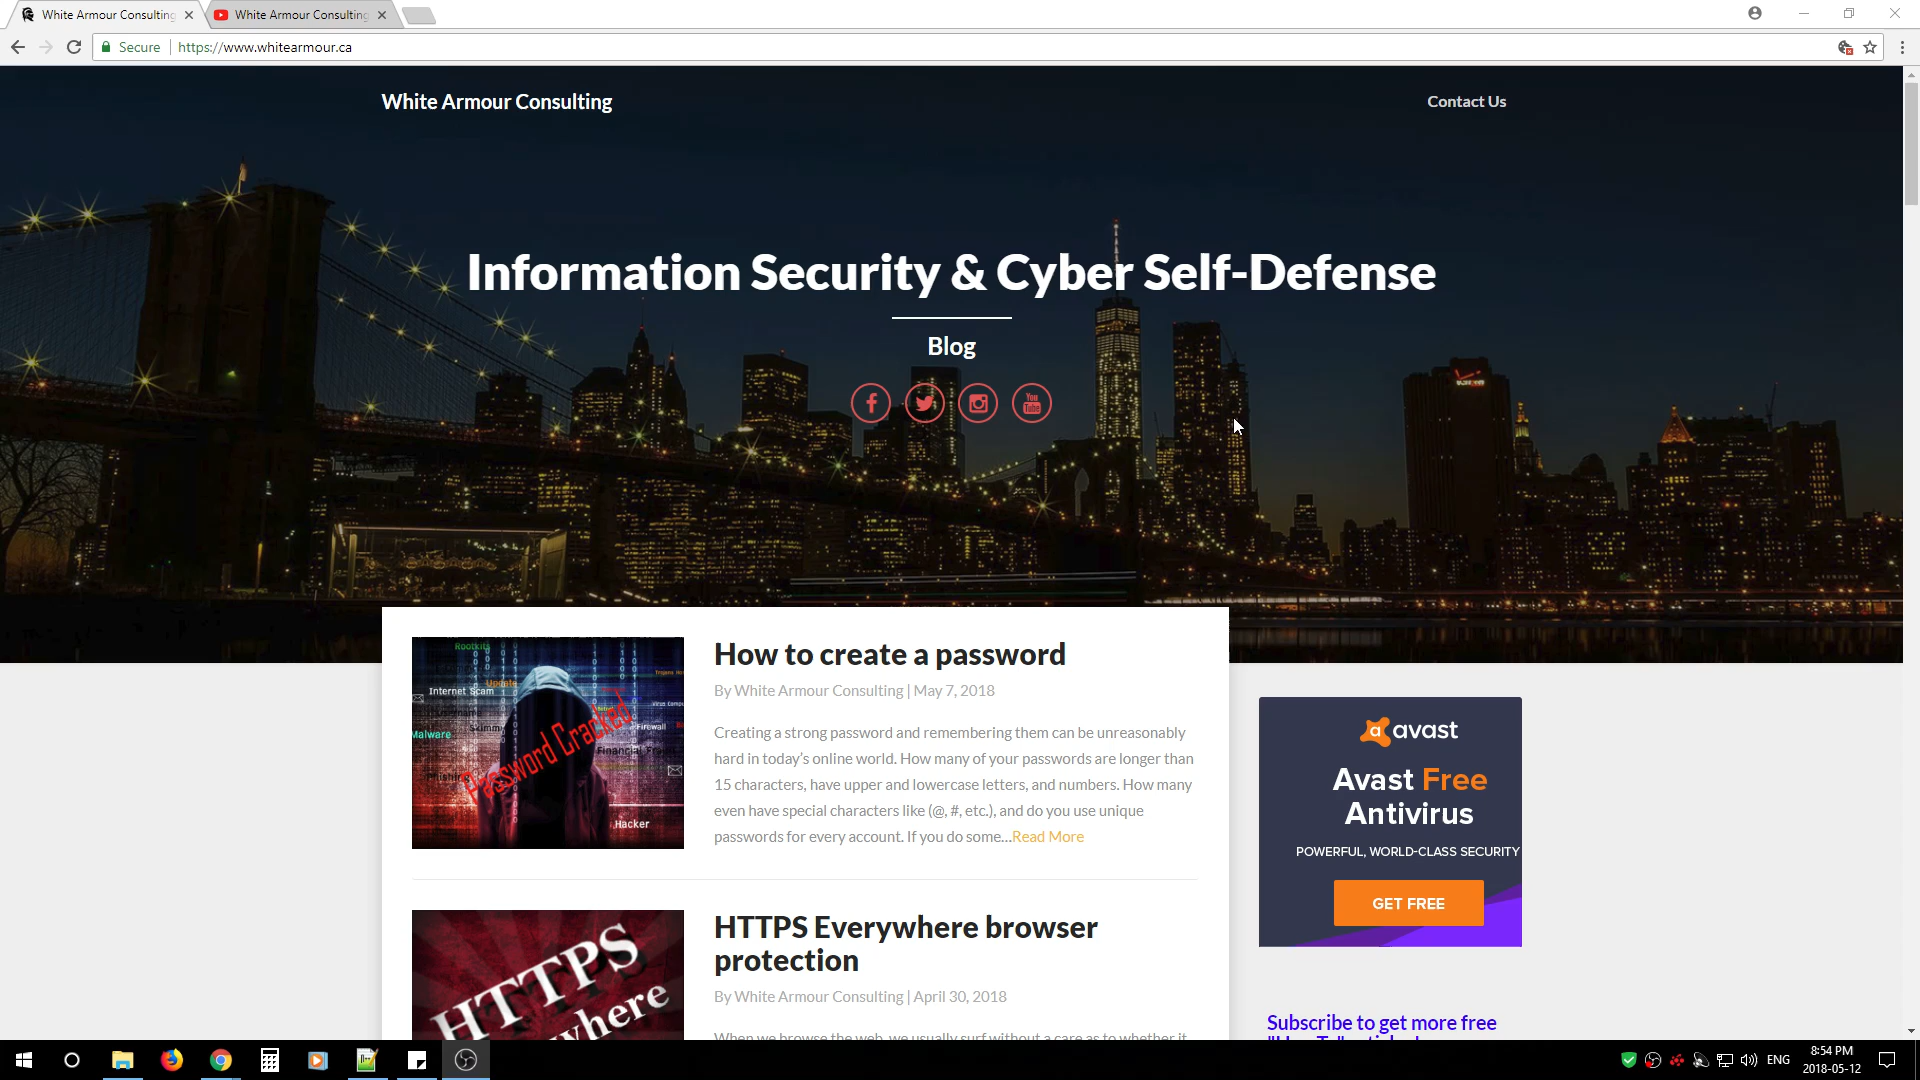 White Armour Consulting
White Armour Consulting
Secure
https://www.whitearmour.ca
White Armour Consulting
Contact Us
Information Security & Cyber Self-Defense
Blog
You
Tube
How to create a password
By White Armour Consulting | May 7, 2018
Creating a strong password and remembering them can be unreasonably
hard in today's online world. How many of your passwords are longer than
15 characters, have upper and lowercase letters, and numbers. How many
even have special characters like (@, #, etc.), and do you use unique
passwords for every account. If you do some...Read More
Rootkits
Update
Internet Scam
Firewall
Malware
Phishing
Password Cracked
Hacker
avast
Avast Free
Antivirus
POWERFUL, WORLD-CLASS SECURITY
GET FREE
HTTPS Everywhere browser
protection
By White Armour Consulting | April 30, 2018
When we browse the web, we usually surf without a care as to whether it
HTTPS
Subscribe to get more free
ENG
8:54 PM
2018-05-12